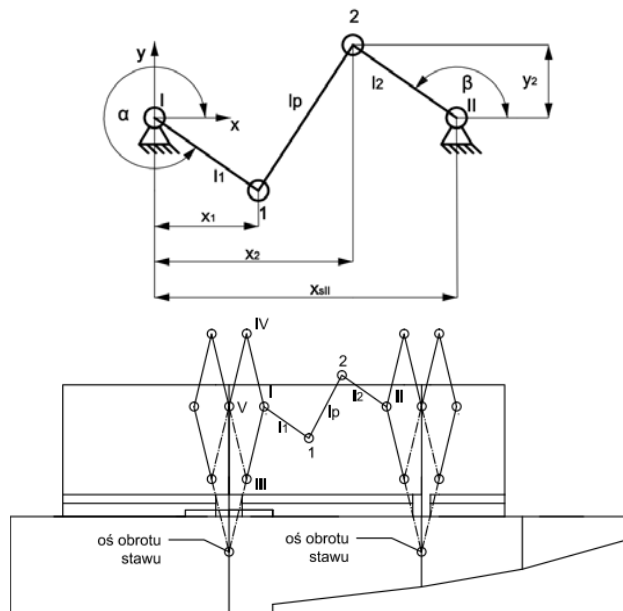 2
y
I
lp
l2
β
y2
α
x
II
l1
1
x1
x2
xsII
IV
2
V
I
lp
l2
II
l1
1
III
oś obrotu
stawu
oś obrotu
stawu